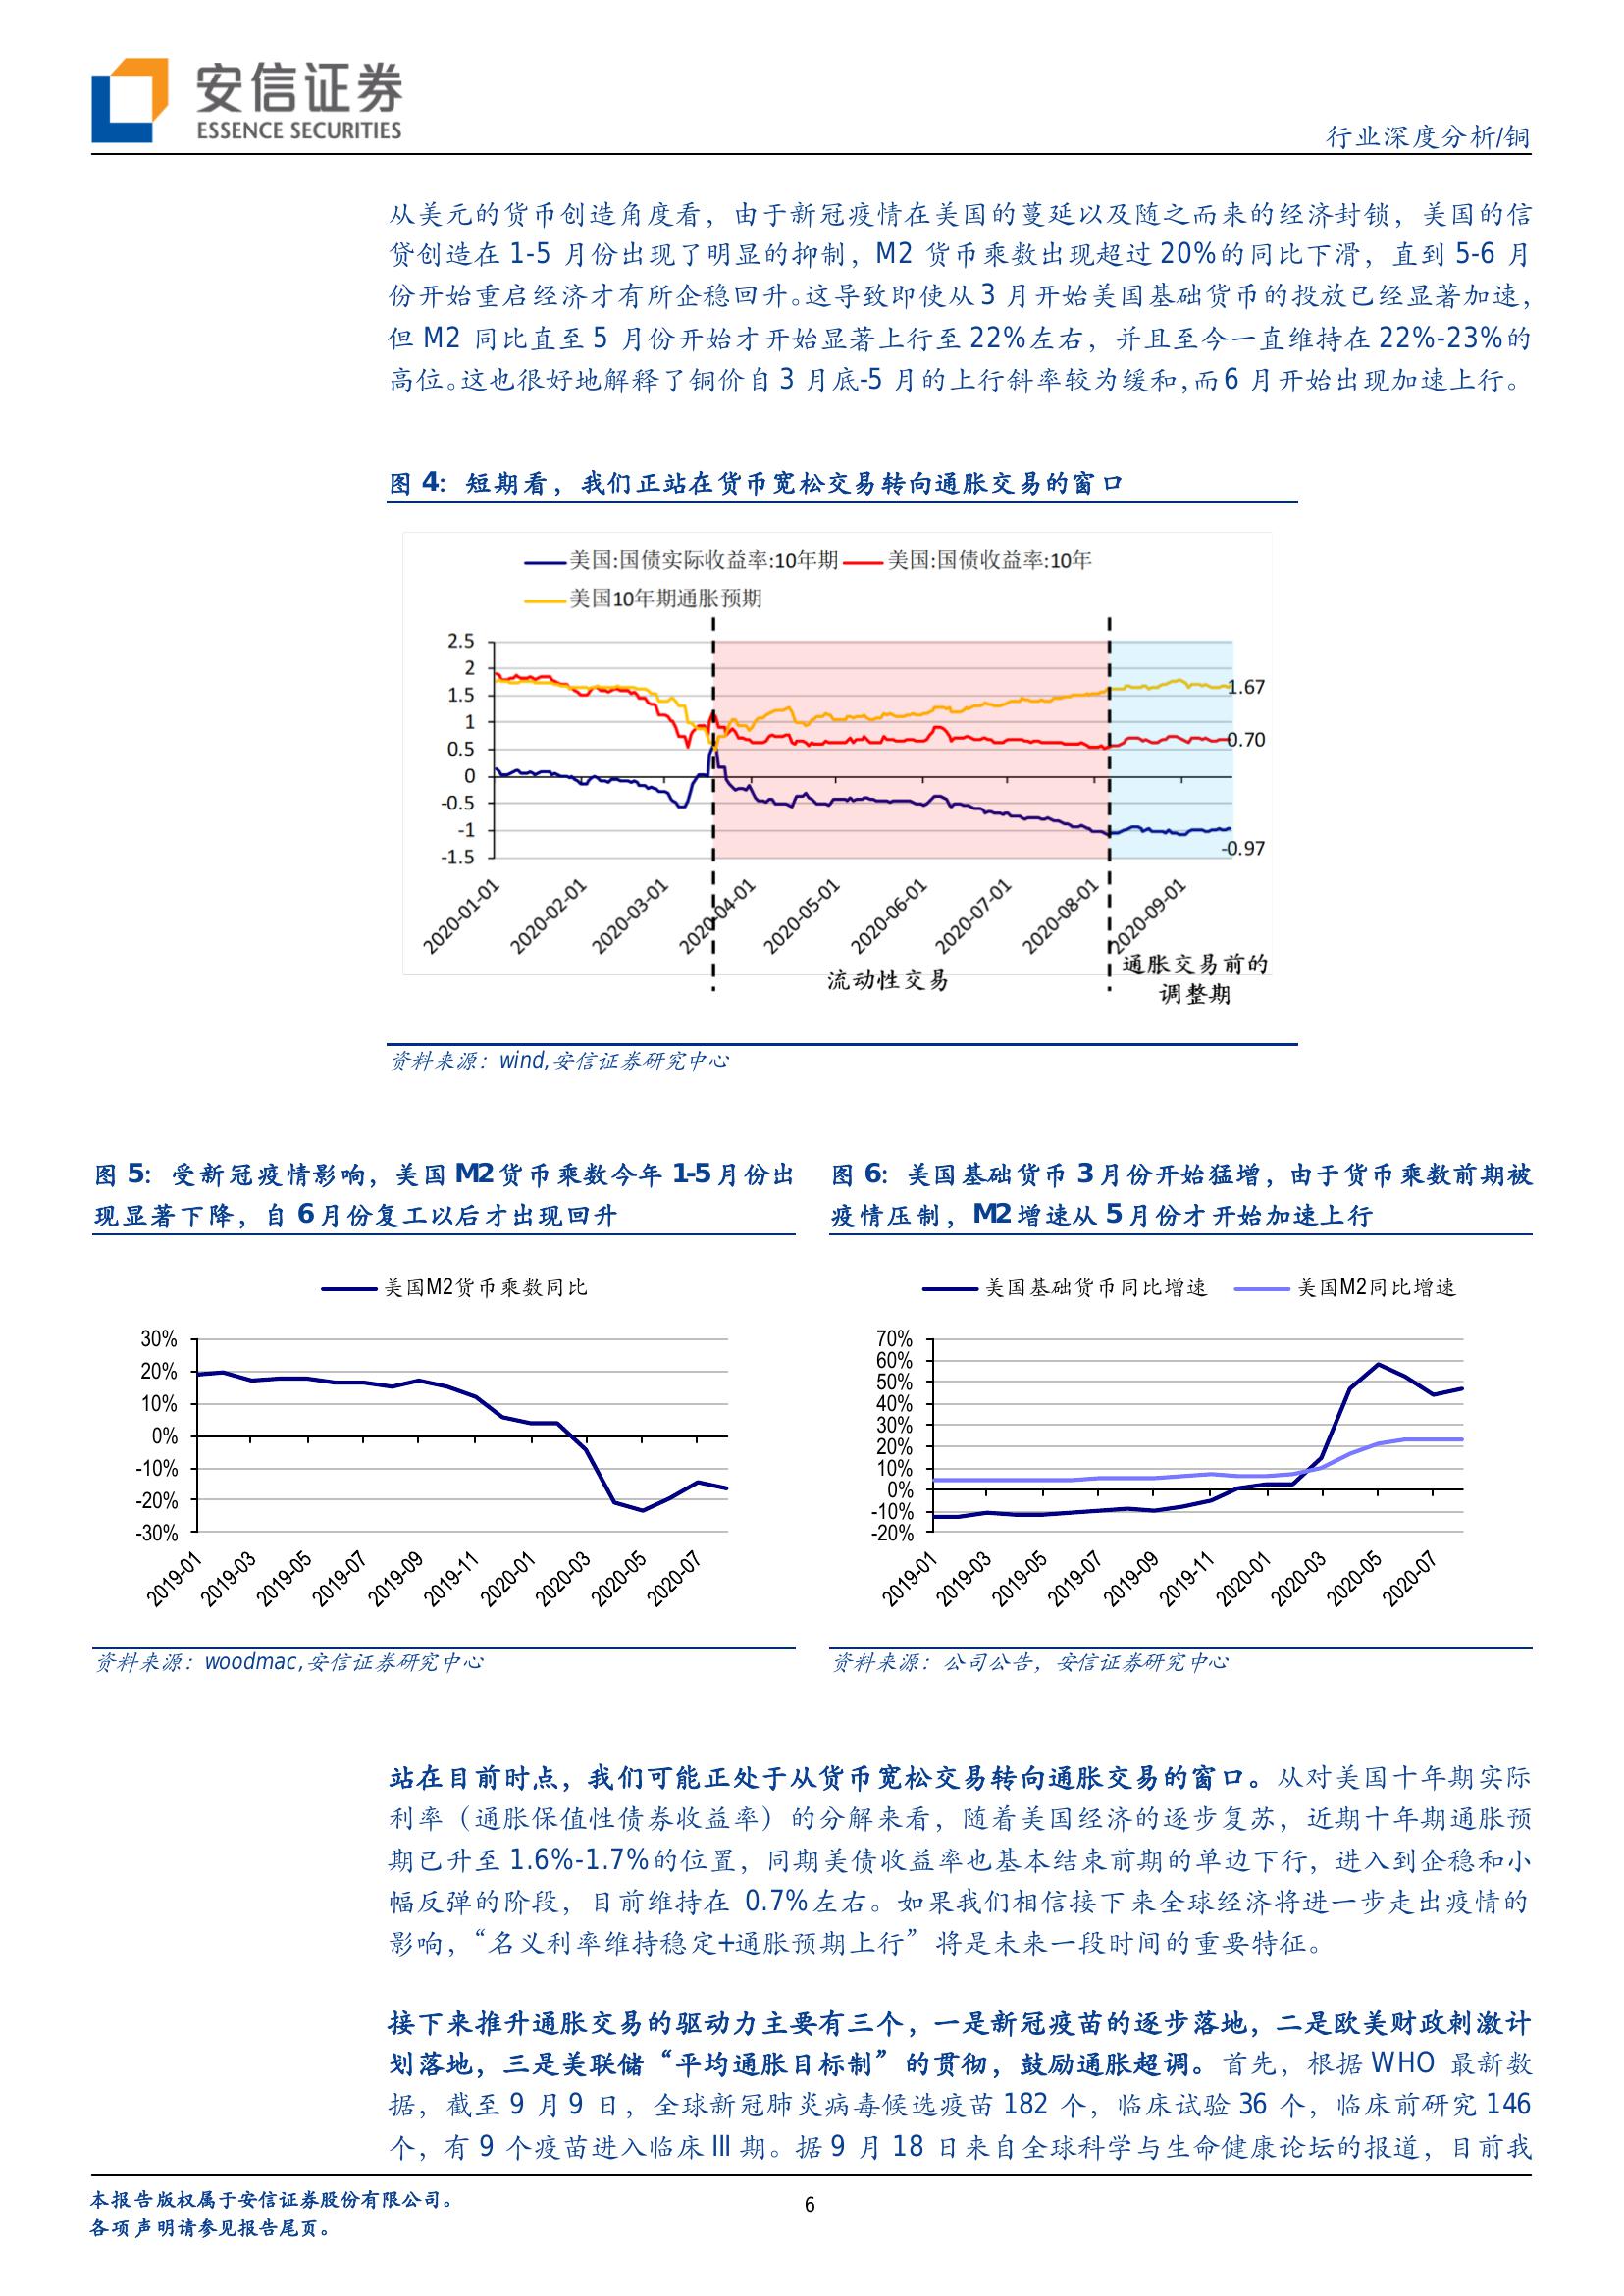 安信证券
ESSENCE SECURITIES
行业深度分析/铜
从美元的货币创造角度看，由于新冠疫情在美国的蔓延以及随之而来的经济封锁，美国的信
贷创造在 1-5 月份出现了明显的抑制，M2 货币乘数出现超过 20%的同比下滑，直到 5-6 月
份开始重启经济才有所企稳回升。这导致即使从 3 月开始美国基础货币的投放已经显著加速，
但 M2 同比直至 5 月份开始才开始显著上行至 22%左右，并且至今一直维持在 22%-23%的
高位。这也很好地解释了铜价自 3 月底-5 月的上行斜率较为缓和，而 6 月开始出现加速上行。
图 4：短期看，我们正站在货币宽松交易转向通胀交易的窗口
美国:国债实际收益率:10年期
美国:国债收益率:10年
美国10年期通胀预期
2.5
2
1.5
1
0.5
0
-0.5
-1
-1.5
1.67
0.70
-0.97
2020-01-01
2020-02-01
2020-03-01
2020-04-01
2020-05-01
2020-06-01
2020-07-01
2020-08-01
2020-09-01
流动性交易
通胀交易前的
调整期
资料来源：wind,安信证券研究中心
图 5：受新冠疫情影响，美国 M2 货币乘数今年 1-5 月份出
现显著下降，自 6 月份复工以后才出现回升
美国M2货币乘数同比
30%
20%
10%
0%
-10%
-20%
-30%
2019-01
2019-03
2019-05
2019-07
2019-09
2019-11
2020-01
2020-03
2020-05
2020-07
资料来源：woodmac,安信证券研究中心
图 6：美国基础货币 3 月份开始猛增，由于货币乘数前期被
疫情压制，M2 增速从 5 月份才开始加速上行
美国基础货币同比增速
美国M2同比增速
70%
60%
50%
40%
30%
20%
10%
0%
-10%
-20%
2019-01
2019-03
2019-05
2019-07
2019-09
2019-11
2020-01
2020-03
2020-05
2020-07
资料来源：公司公告，安信证券研究中心
站在目前时点，我们可能正处于从货币宽松交易转向通胀交易的窗口。从对美国十年期实际
利率（通胀保值性债券收益率）的分解来看，随着美国经济的逐步复苏，近期十年期通胀预
期已升至 1.6%-1.7%的位置，同期美债收益率也基本结束前期的单边下行，进入到企稳和小
幅反弹的阶段，目前维持在 0.7%左右。如果我们相信接下来全球经济将进一步走出疫情的
影响，“名义利率维持稳定+通胀预期上行”将是未来一段时间的重要特征。
接下来推升通胀交易的驱动力主要有三个，一是新冠疫苗的逐步落地，二是欧美财政刺激计
划落地，三是美联储“平均通胀目标制”的贯彻，鼓励通胀超调。首先，根据 WHO 最新数
据，截至 9 月 9 日，全球新冠肺炎病毒候选疫苗 182 个，临床试验 36 个，临床前研究 146
个，有 9 个疫苗进入临床 III 期。据 9 月 18 日来自全球科学与生命健康论坛的报道，目前我
本报告版权属于安信证券股份有限公司。
各项声明请参见报告尾页。
6